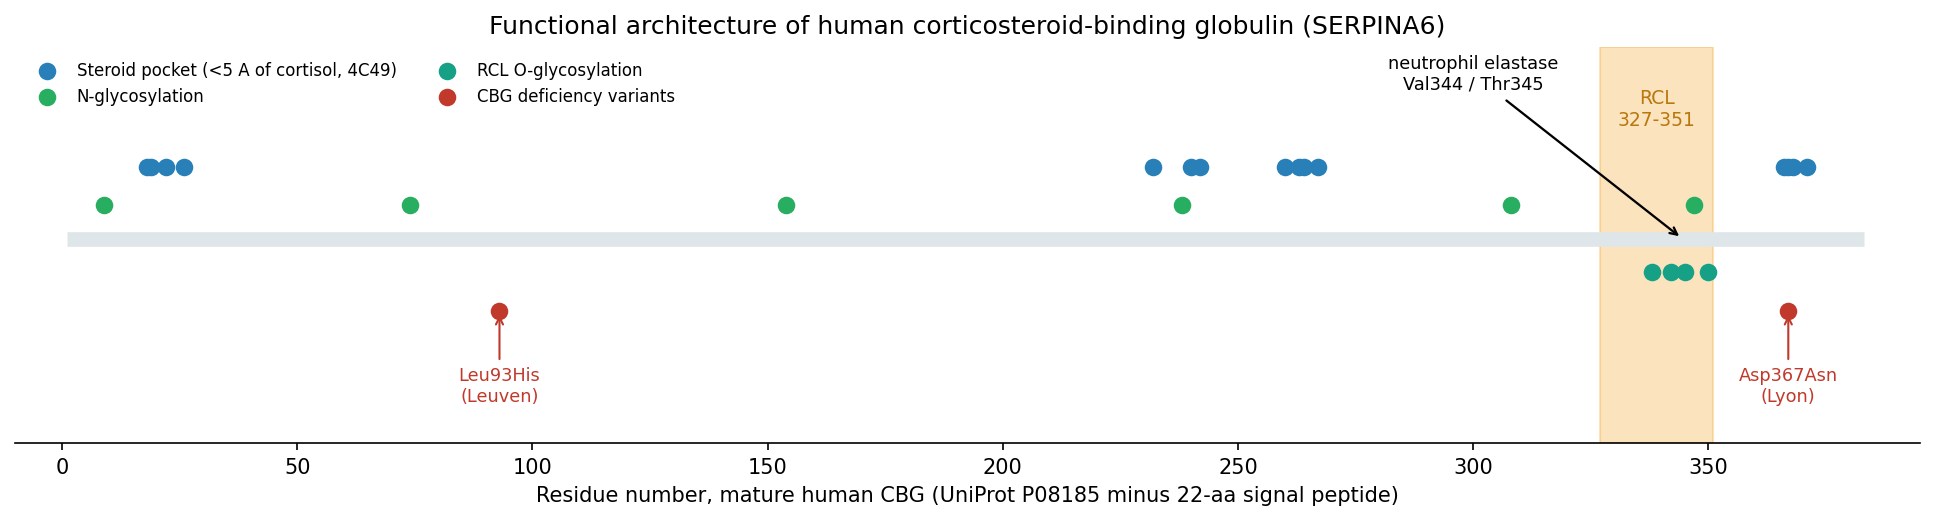 Functional architecture of human corticosteroid-binding globulin (SERPINA6)
Steroid pocket (<5 A of cortisol, 4C49)
N-glycosylation
RCL O-glycosylation
CBG deficiency variants
neutrophil elastase
Val344 / Thr345
RCL
327-351
Leu93His
(Leuven)
Asp367Asn
(Lyon)
0
50
100
150
200
250
300
350
Residue number, mature human CBG (UniProt P08185 minus 22-aa signal peptide)